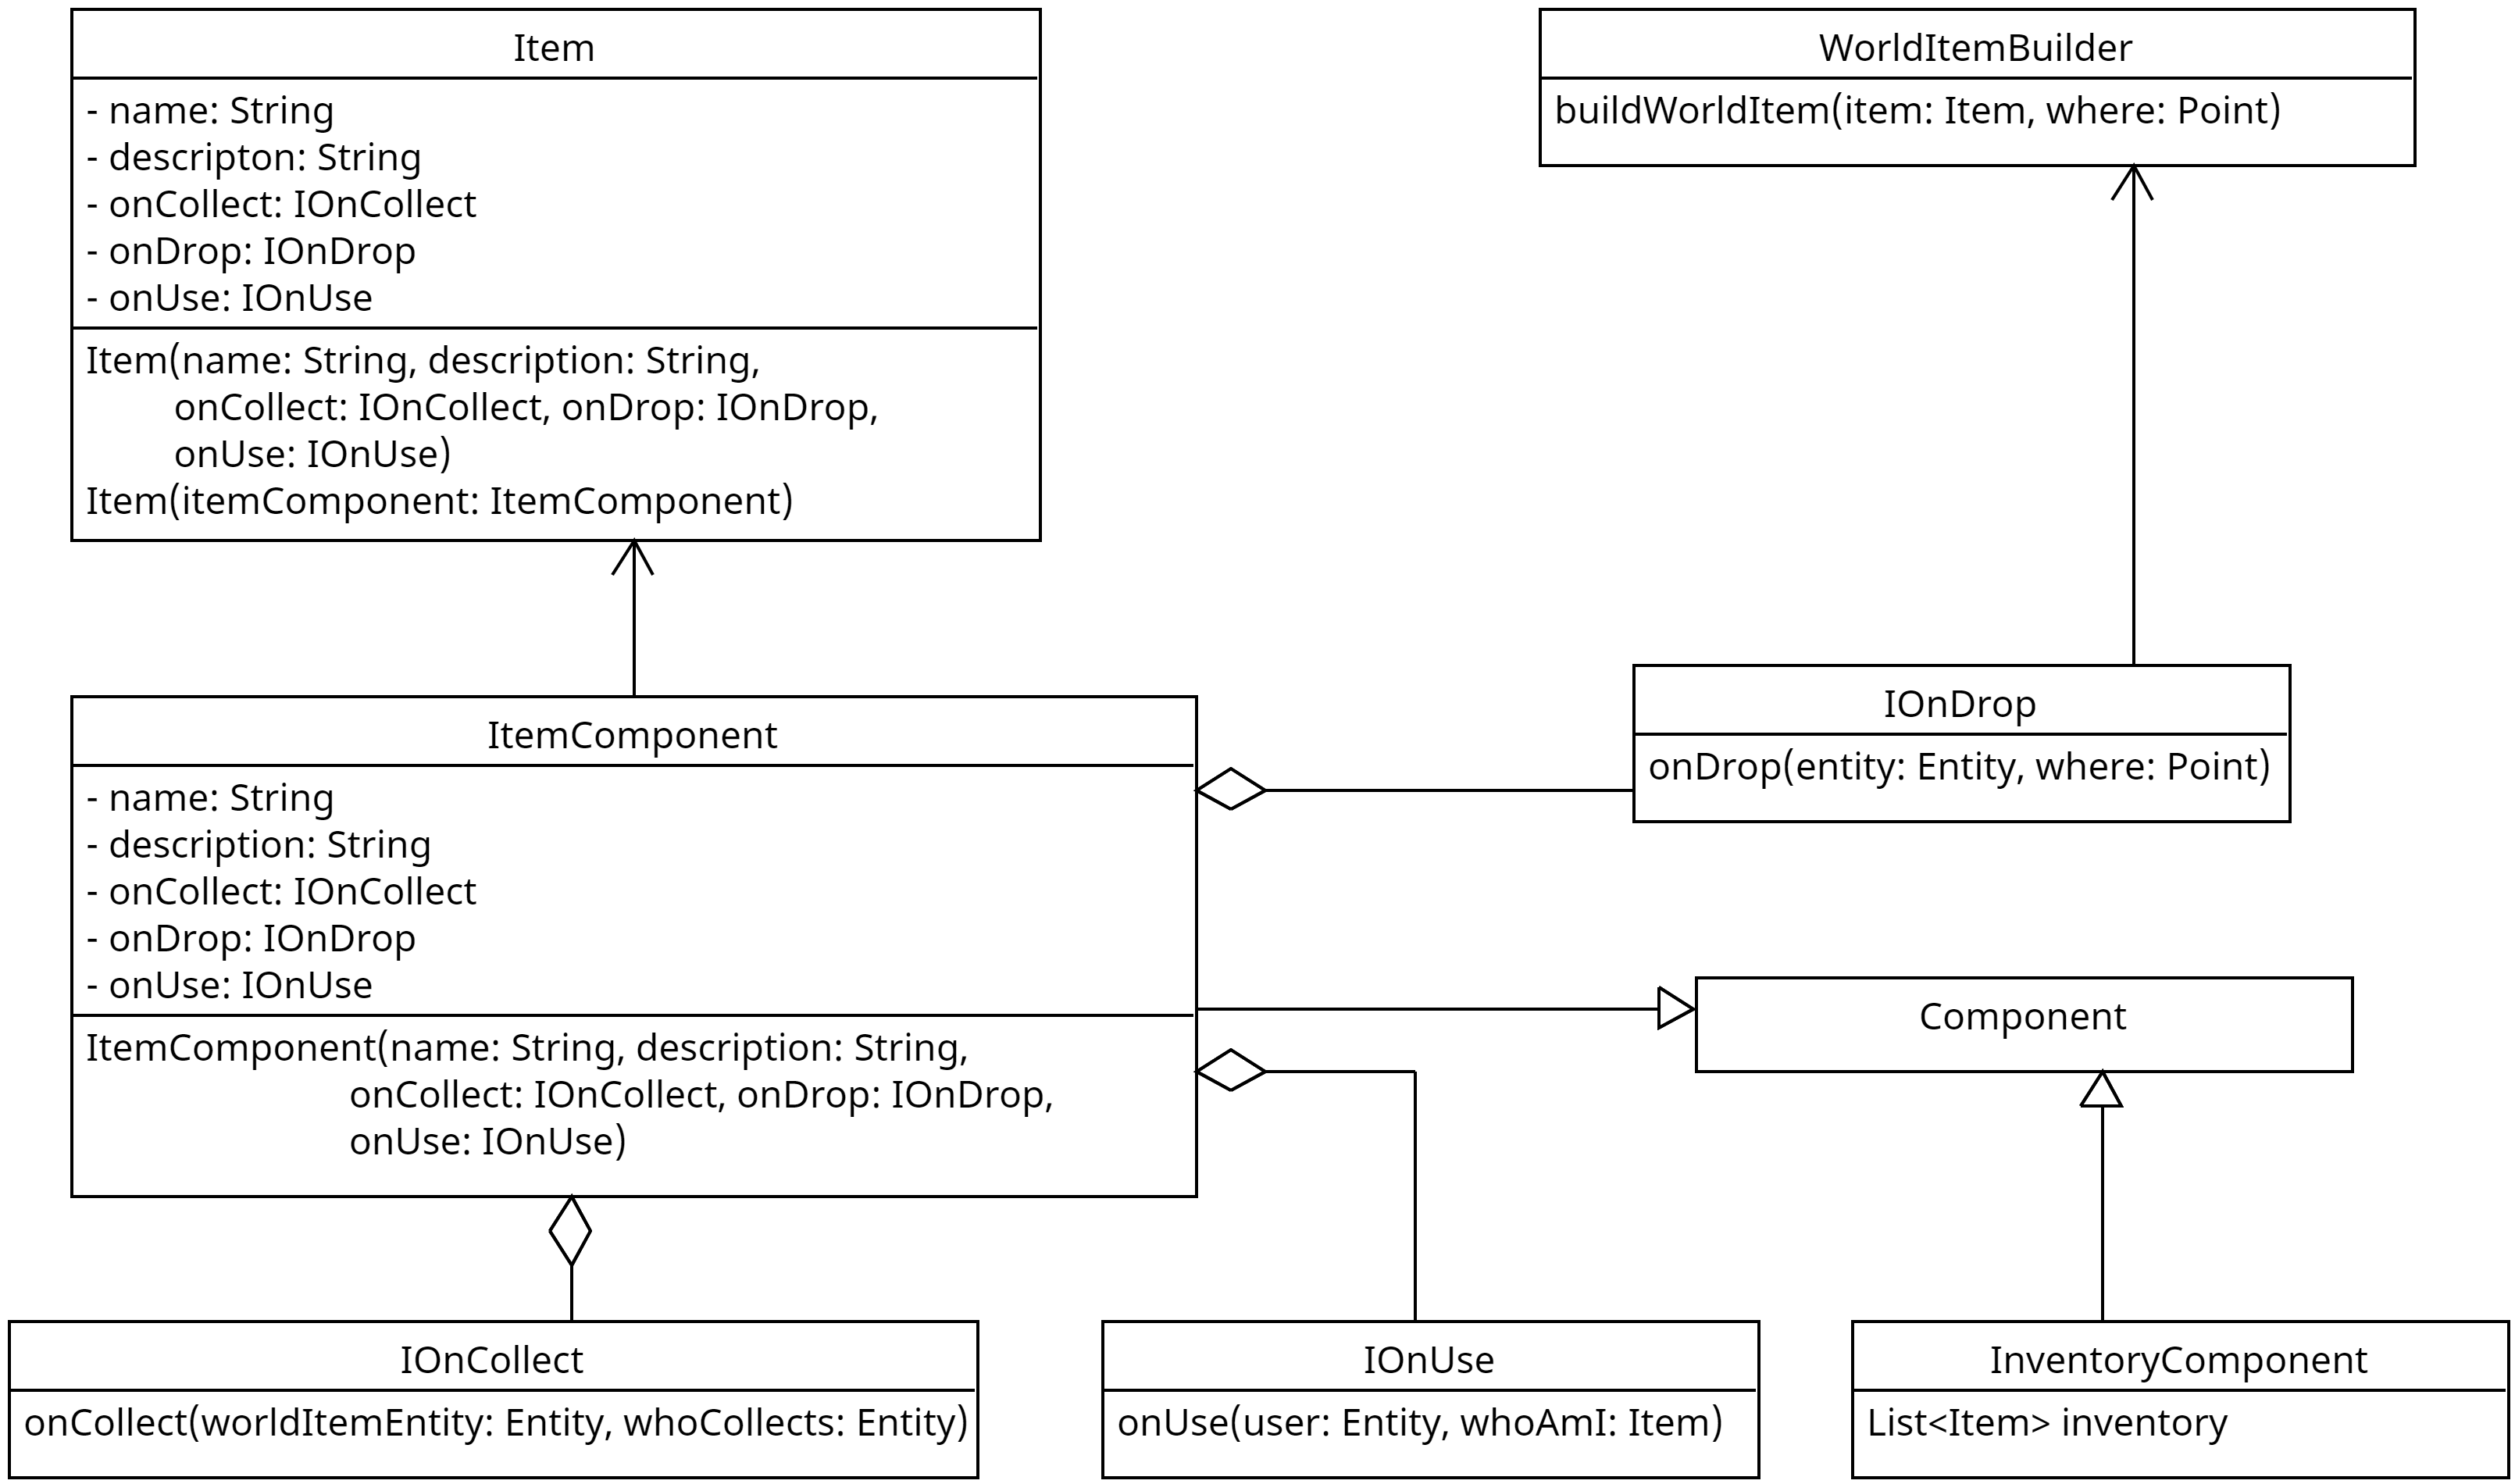 Item
- name: String
- descripton: String
- onCollect: IOnCollect
- onDrop: IOnDrop
- onUse: IOnUse
Item(name: String, description: String,
onCollect: IOnCollect, onDrop: IOnDrop,
onUse: IOnUse)
Item(itemComponent: ItemComponent)
WorldItemBuilder
buildWorldItem(item: Item, where: Point)
ItemComponent
- name: String
- description: String
- onCollect: IOnCollect
- onDrop: IOnDrop
- onUse: IOnUse
ItemComponent(name: String, description: String,
onCollect: IOnCollect, onDrop: IOnDrop,
onUse: IOnUse)
IOnDrop
onDrop(entity: Entity, where: Point)
Component
IOnCollect
onCollect(worldItemEntity: Entity, whoCollects: Entity)
IOnUse
onUse(user: Entity, whoAmI: Item)
InventoryComponent
List<Item> inventory